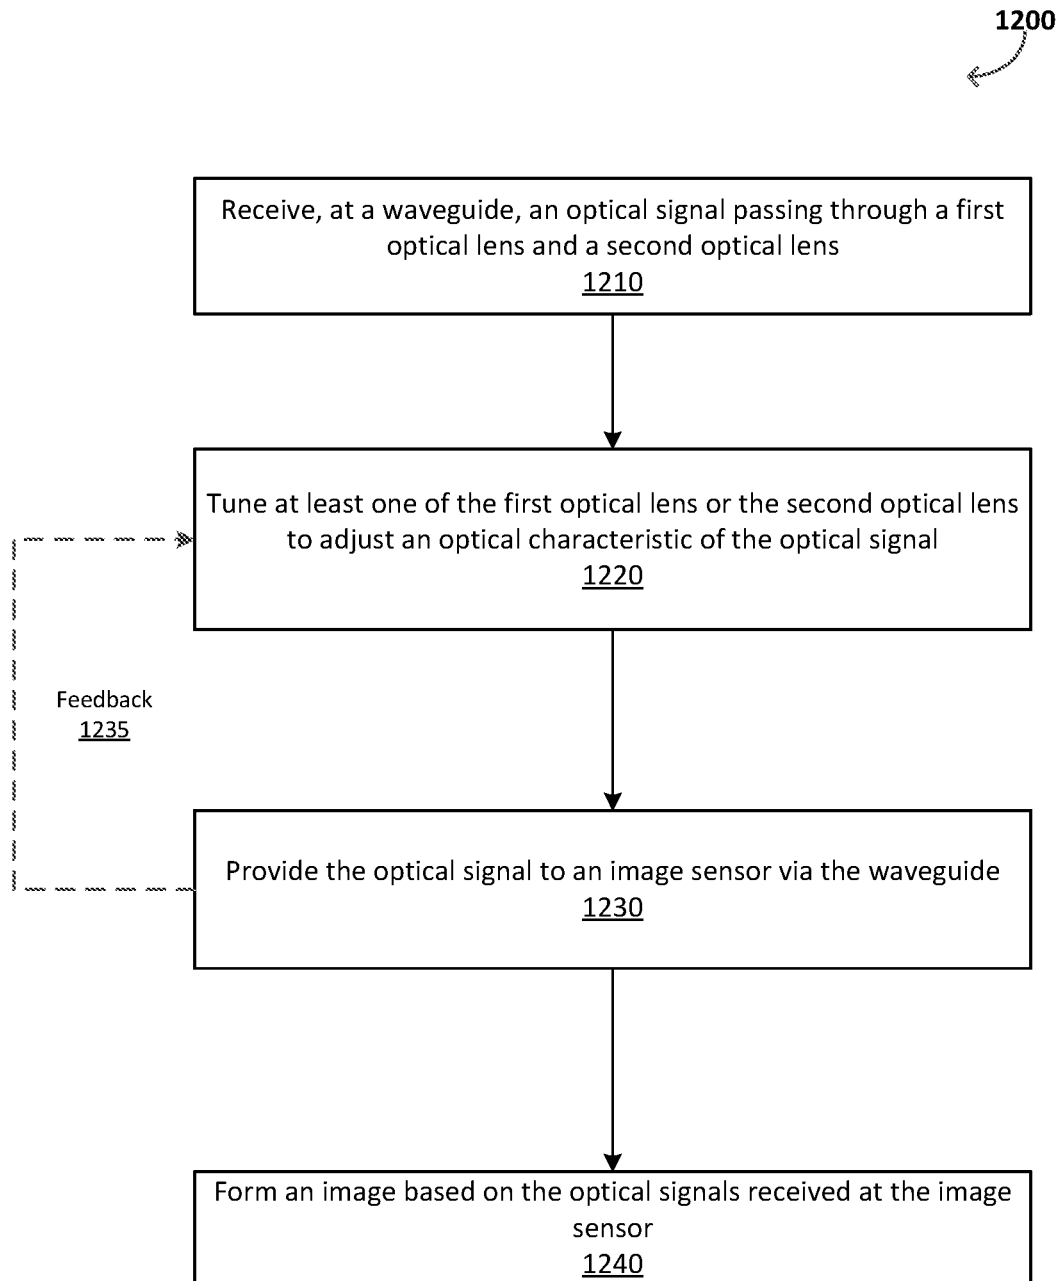 1200
Receive, at a waveguide, an optical signal passing through a first
optical lens and a second optical lens
1210
Tune at least one of the first optical lens or the second optical lens
to adjust an optical characteristic of the optical signal
1220
Feedback
1235
Provide the optical signal to an image sensor via the waveguide
1230
Form an image based on the optical signals received at the image
sensor
1240